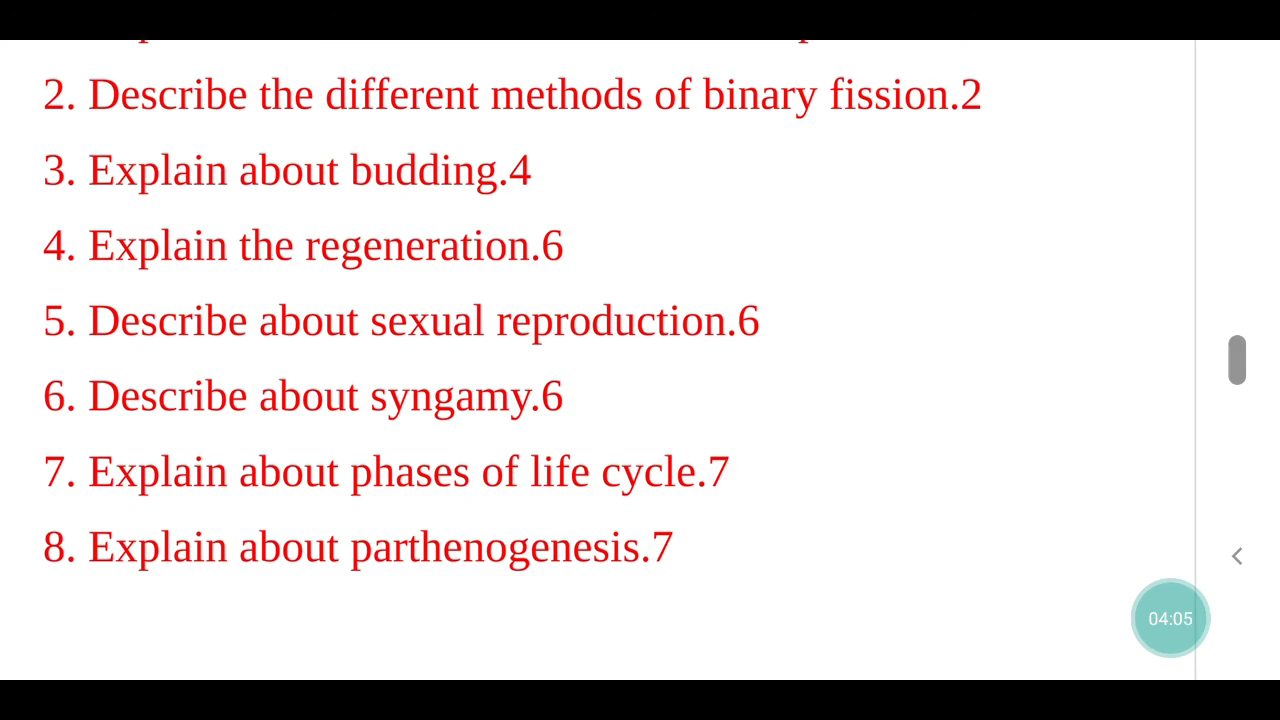 2. Describe the different methods of binary fission.2
3. Explain about budding.4
4. Explain the regeneration.6
5. Describe about sexual reproduction.6
6. Describe about syngamy.6
7. Explain about phases of life cycle.7
8. Explain about parthenogenesis.7
04:05